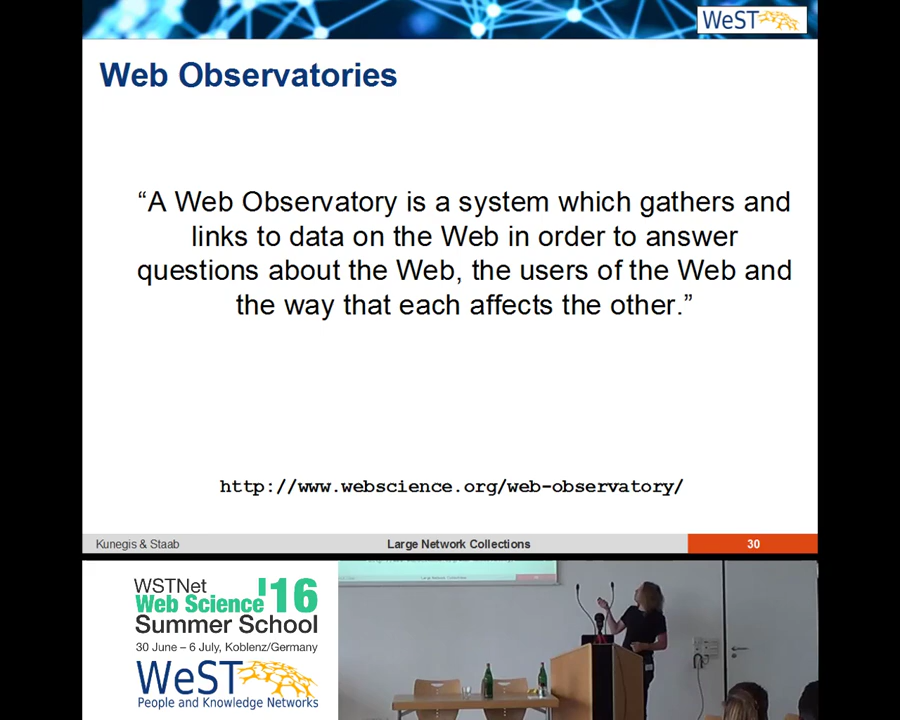 WeST
Web Observatories
“A Web Observatory is a system which gathers and
links to data on the Web in order to answer
questions about the Web, the users of the Web and
the way that each affects the other.”
http://www.webscience.org/web-observatory/
Kunegis & Staab
Large Network Collections
30
WSTNet
Web Science '16
Summer School
30 June – 6 July, Koblenz/Germany
WeST
People and Knowledge Networks